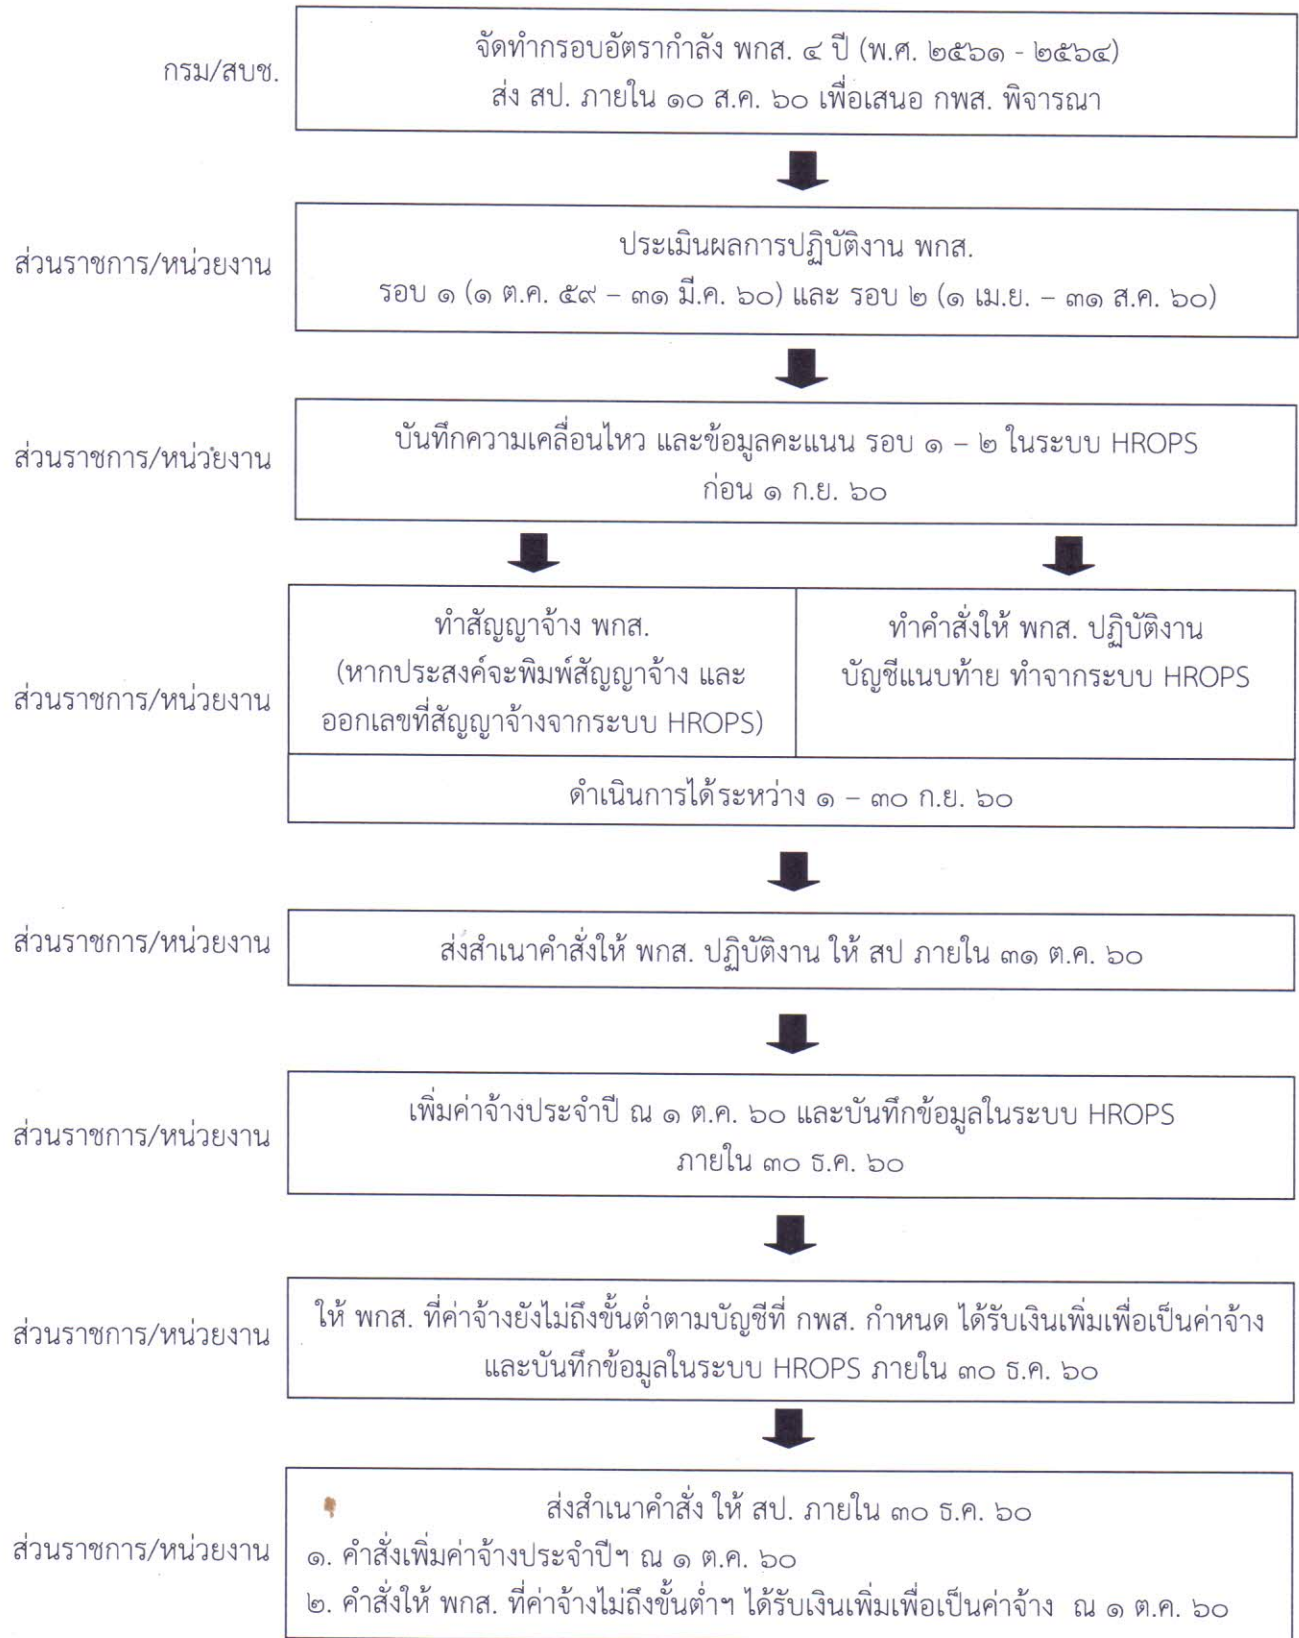 กรม/สบช.
จัดทำกรอบอัตรากำลัง พกส. ๔ ปี (พ.ศ. ๒๕๖๑ - ๒๕๖๔)
ส่ง สป. ภายใน ๑๐ ส.ค. ๖๐ เพื่อเสนอ กพส. พิจารณา
ส่วนราชการ/หน่วยงาน
ประเมินผลการปฏิบัติงาน พกส.
รอบ ๑ (๑ ต.ค. ๕๙ – ๓๑ มี.ค. ๖๐) และ รอบ ๒ (๑ เม.ย. – ๓๑ ส.ค. ๖๐)
ส่วนราชการ/หน่วยงาน
บันทึกความเคลื่อนไหว และข้อมูลคะแนน รอบ ๑ – ๒ ในระบบ HROPS
ก่อน ๑ ก.ย. ๖๐
ส่วนราชการ/หน่วยงาน
ทำสัญญาจ้าง พกส.
(หากประสงค์จะพิมพ์สัญญาจ้าง และ
ออกเลขที่สัญญาจ้างจากระบบ HROPS)
ทำคำสั่งให้ พกส. ปฏิบัติงาน
บัญชีแนบท้าย ทำจากระบบ HROPS
ดำเนินการได้ระหว่าง ๑ – ๓๐ ก.ย. ๖๐
ส่วนราชการ/หน่วยงาน
ส่งสำเนาคำสั่งให้ พกส. ปฏิบัติงาน ให้ สป ภายใน ๓๑ ต.ค. ๖๐
ส่วนราชการ/หน่วยงาน
เพิ่มค่าจ้างประจำปี ณ ๑ ต.ค. ๖๐ และบันทึกข้อมูลในระบบ HROPS
ภายใน ๓๐ ธ.ค. ๖๐
ส่วนราชการ/หน่วยงาน
ให้ พกส. ที่ค่าจ้างยังไม่ถึงขั้นต่ำตามบัญชีที่ กพส. กำหนด ได้รับเงินเพิ่มเพื่อเป็นค่าจ้าง
และบันทึกข้อมูลในระบบ HROPS ภายใน ๓๐ ธ.ค. ๖๐
ส่วนราชการ/หน่วยงาน
ส่งสำเนาคำสั่ง ให้ สป. ภายใน ๓๐ ธ.ค. ๖๐
๑. คำสั่งเพิ่มค่าจ้างประจำปีฯ ณ ๑ ต.ค. ๖๐
๒. คำสั่งให้ พกส. ที่ค่าจ้างไม่ถึงขั้นต่ำฯ ได้รับเงินเพิ่มเพื่อเป็นค่าจ้าง ณ ๑ ต.ค. ๖๐